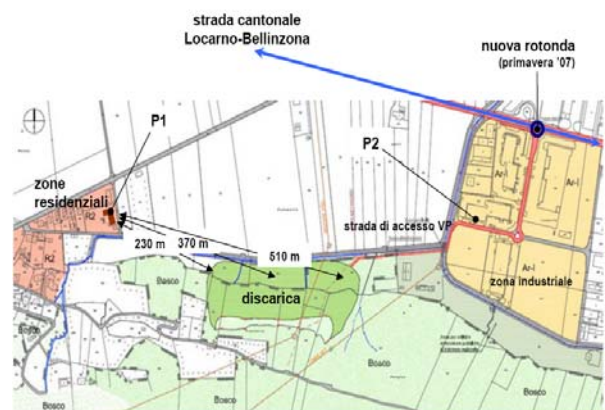 strada cantonale
Locarno-Bellinzona
nuova rotonda
(primavera '07)
P1
P2
Ar-I
zone
residenziali
R2
Ar-I
strada di accesso VP
R2
230 m
370 m
510 m
Ar-I
zona Industriale
Bosco
discarica
Bosco
Bosco
Bosco
Bosco